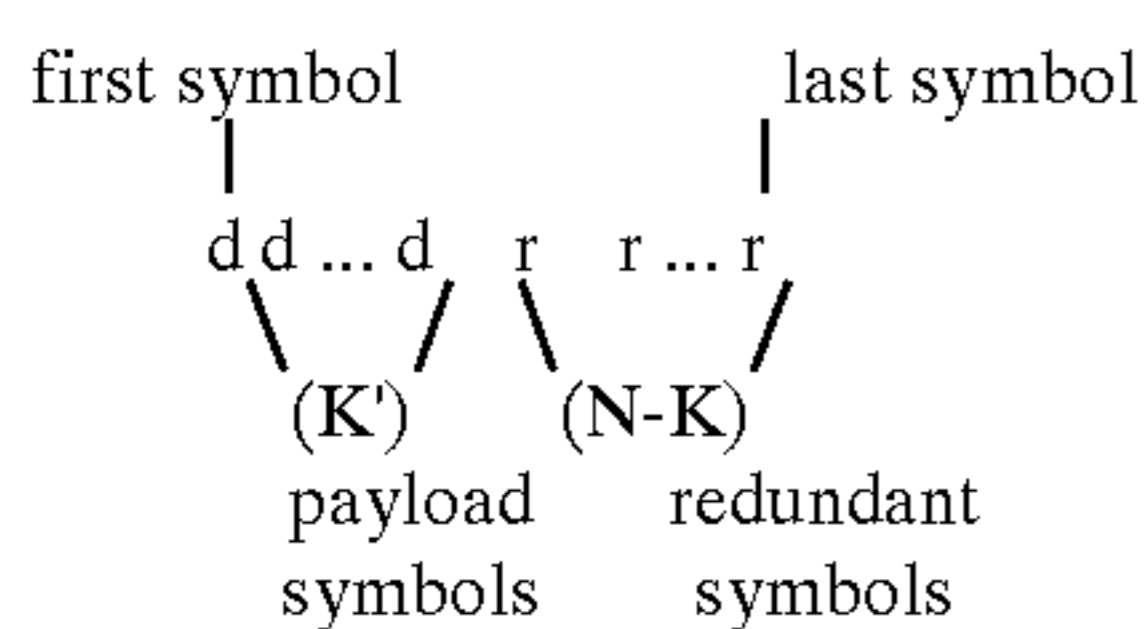 first symbol last symbol
d d ... d r r ... r
(K') (N-K)
payload redundant
symbols symbols